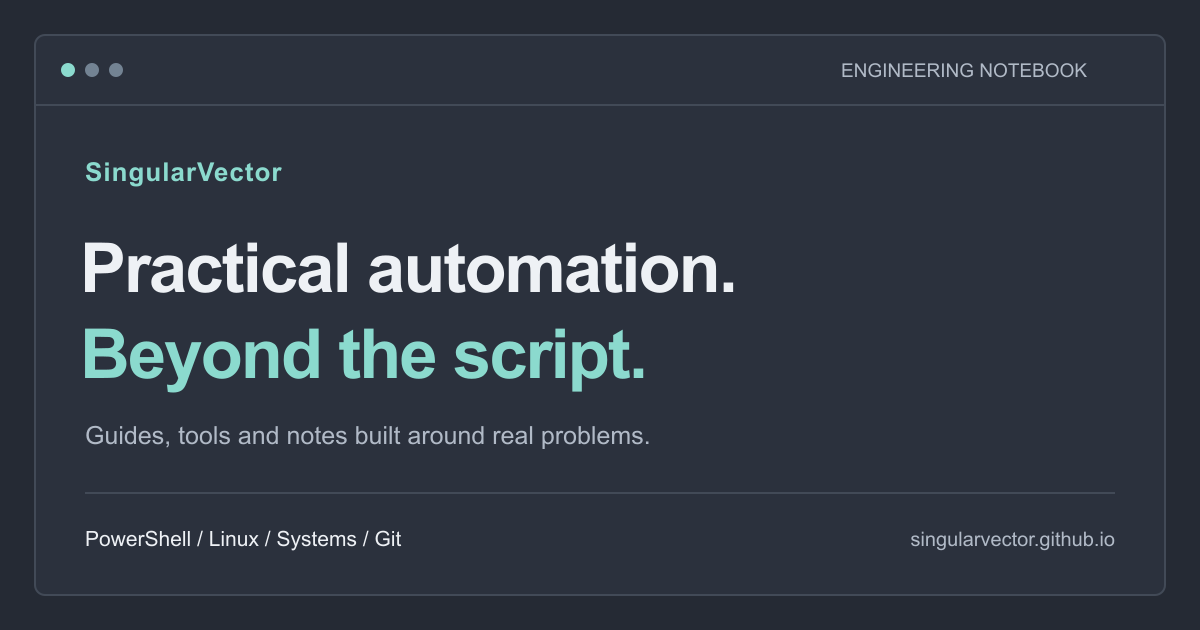 ENGINEERING NOTEBOOK
SingularVector
Practical automation.
Beyond the script.
Guides, tools and notes built around real problems.
PowerShell / Linux / Systems / Git
singularvector.github.io